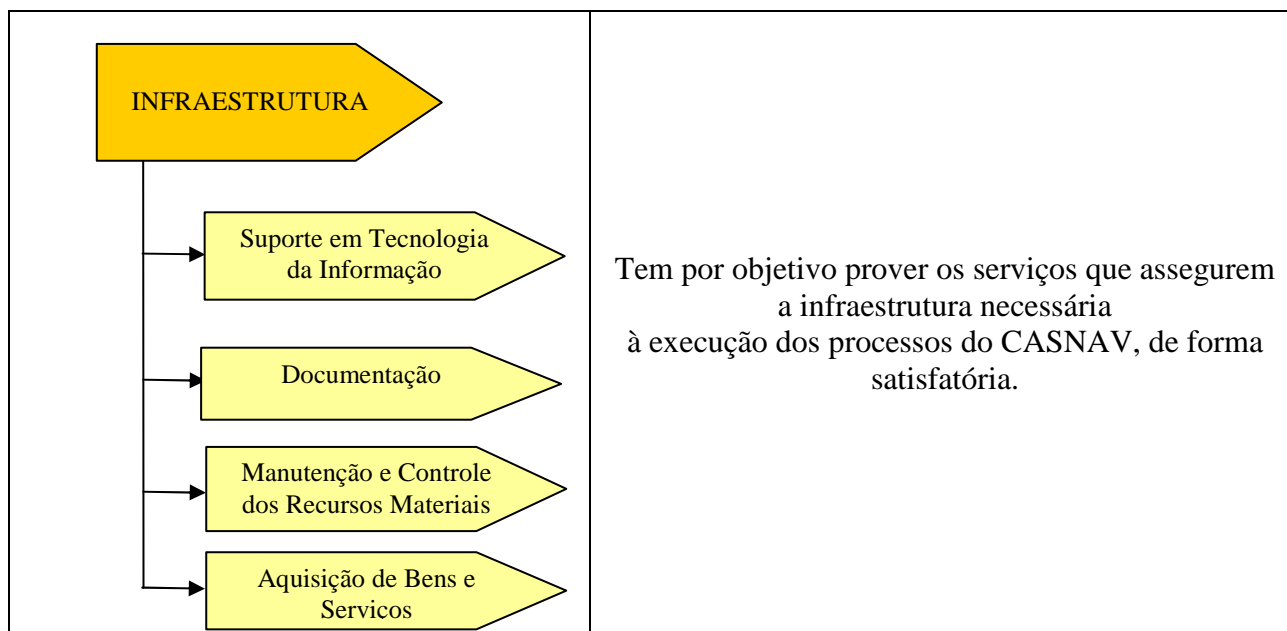 INFRAESTRUTURA
Suporte em Tecnologia
da Informação
Documentação
Manutenção e Controle
dos Recursos Materiais
Aquisição de Bens e
Servicos
Tem por objetivo prover os serviços que assegurem
a infraestrutura necessária
à execução dos processos do CASNAV, de forma
satisfatória.